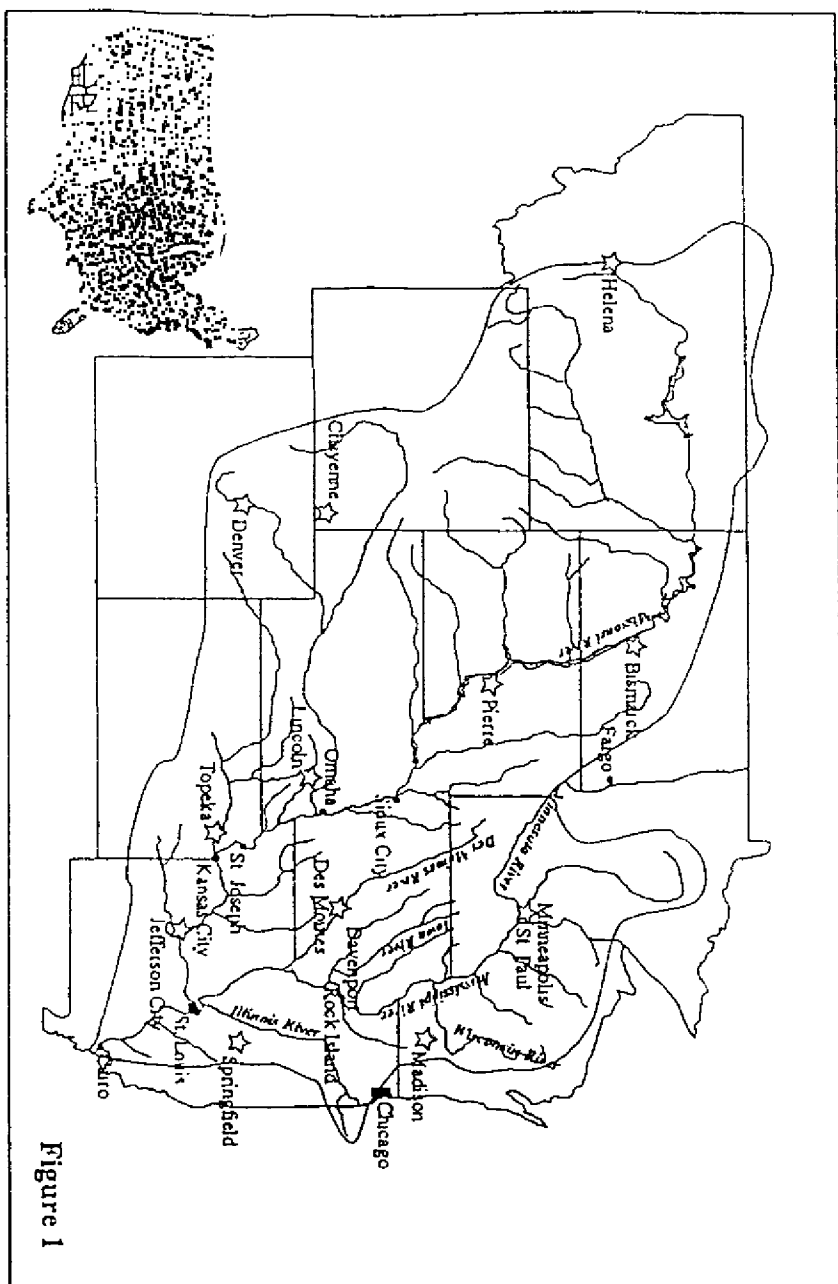 Helena
Bismarck
Fargo
Missouri River
Pierre
Minnesota River
Minneapolis/
St Paul
Cheyenne
Sioux City
Des Moines River
Iowa River
Mississippi River
Wisconsin River
Madison
Denver
Lincoln
Omaha
Des Moines
Davenport
Rock Island
Chicago
Topeka
St Joseph
Kansas City
Jefferson City
St. Louis
Illinois River
Springfield
Figure 1